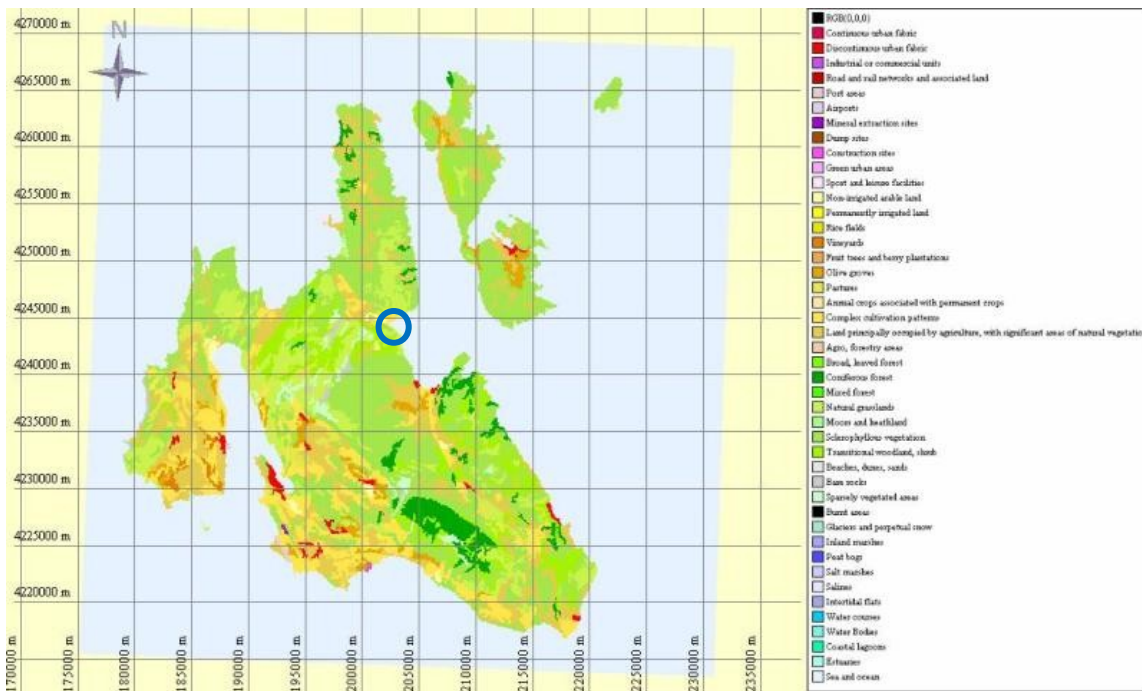 4270000 m
N
4265000 m
4260000 m
4255000 m
4250000 m
4245000 m
4240000 m
4235000 m
4230000 m
4225000 m
4220000 m
170000 m
175000 m
180000 m
185000 m
190000 m
195000 m
200000 m
205000 m
210000 m
215000 m
220000 m
225000 m
230000 m
235000 m
RGB(0,0,0)
Continuous urban fabric
Discontinuous urban fabric
Industrial or commercial units
Road and rail networks and associated land
Port areas
Airports
Mineral extraction sites
Dump sites
Construction sites
Green urban areas
Sport and leisure facilities
Non-irrigated arable land
Permanently irrigated land
Rice fields
Vineyards
Fruit trees and berry plantations
Olive groves
Pastures
Annual crops associated with permanent crops
Complex cultivation patterns
Land principally occupied by agriculture, with significant areas of natural vegetatio
Agro, forestry areas
Broad, leaved forest
Coniferous forest
Mixed forest
Natural grasslands
Moors and heathland
Sclerophyllous vegetation
Transitional woodland, shrub
Beaches, dunes, sands
Bare rocks
Sparsely vegetated areas
Burnt areas
Glaciers and perpetual snow
Inland marshes
Peat bogs
Salt marshes
Salines
Intertidal flats
Water courses
Water Bodies
Coastal lagoons
Estuaries
Sea and ocean